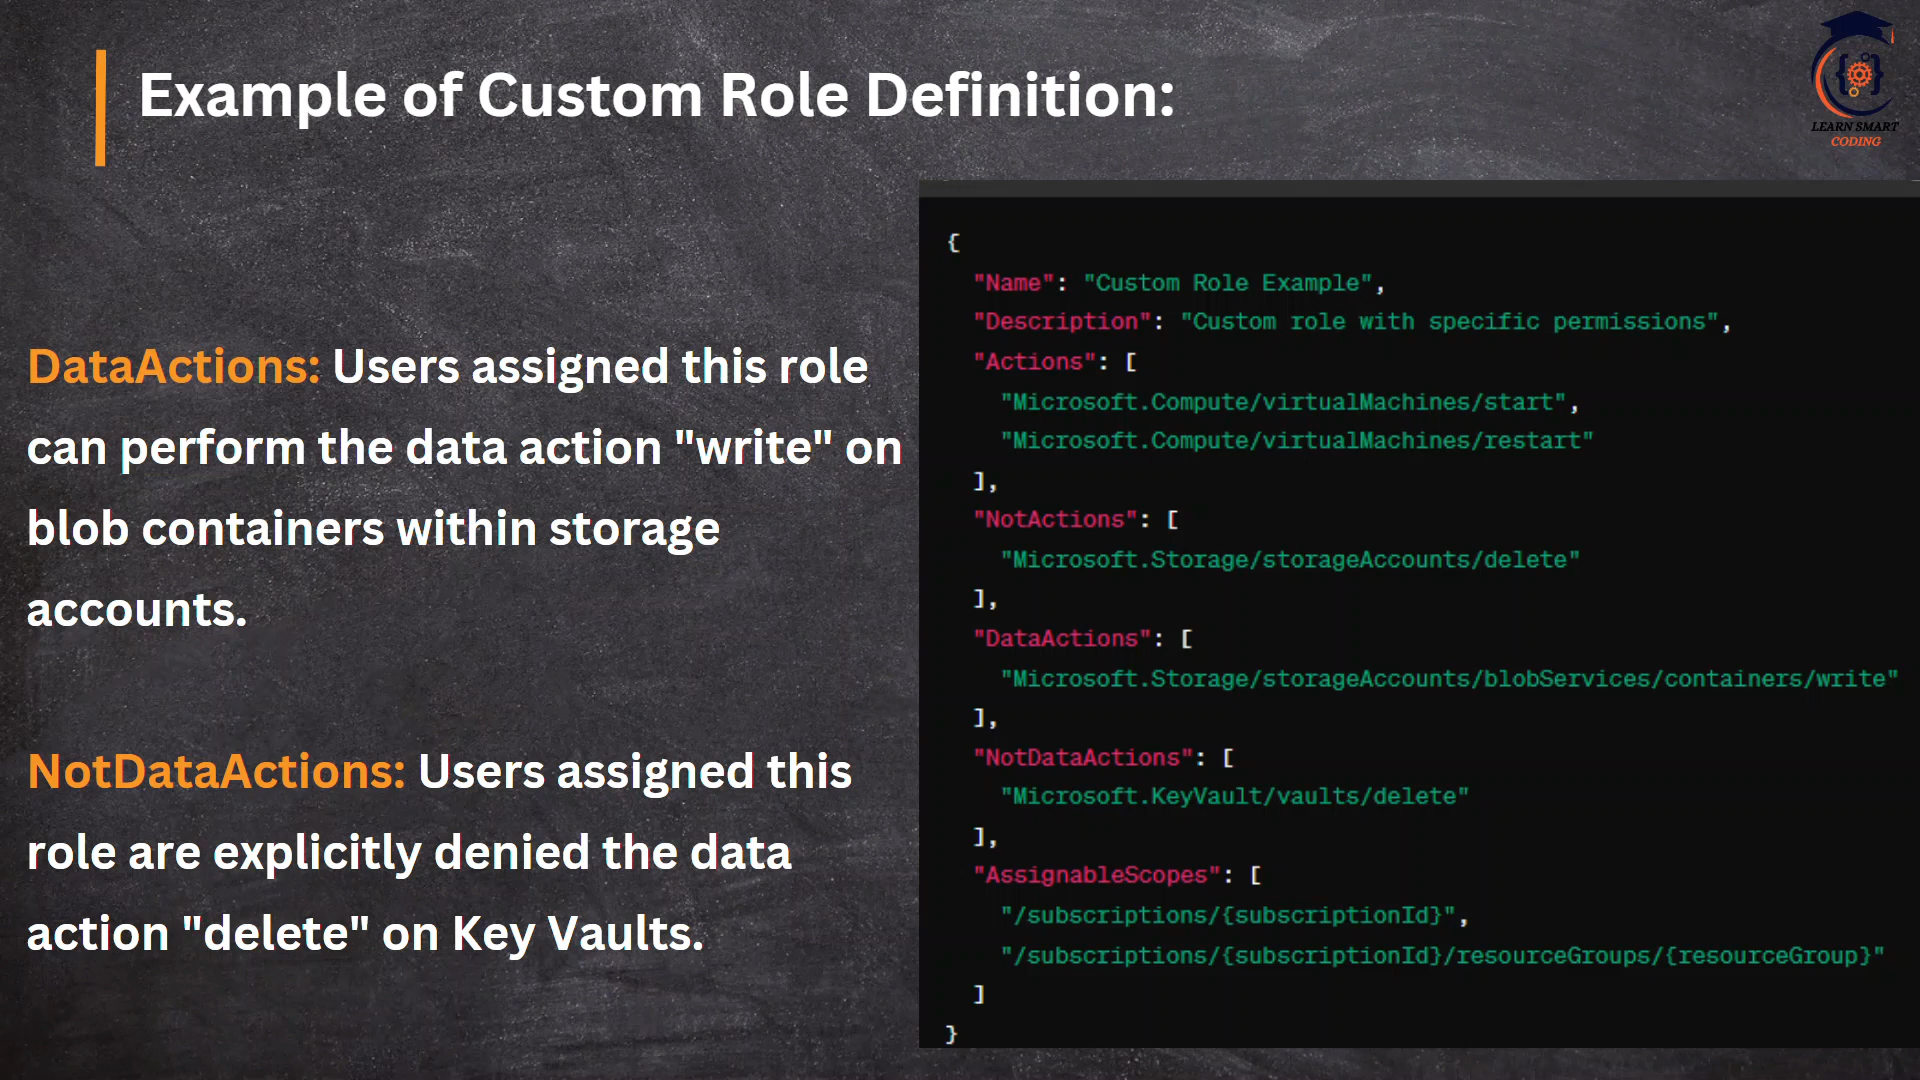 Example of Custom Role Definition:
LEARN SMART
CODING
DataActions: Users assigned this role
can perform the data action "write" on
blob containers within storage
accounts.
NotDataActions: Users assigned this
role are explicitly denied the data
action "delete" on Key Vaults.
{
"Name": "Custom Role Example",
"Description": "Custom role with specific permissions",
"Actions": [
"Microsoft.Compute/virtualMachines/start",
"Microsoft.Compute/virtualMachines/restart"
],
"NotActions": [
"Microsoft.Storage/storageAccounts/delete"
],
"DataActions": [
"Microsoft.Storage/storageAccounts/blobServices/containers/write"
],
"NotDataActions": [
"Microsoft.KeyVault/vaults/delete"
],
"AssignableScopes": [
"/subscriptions/{subscriptionId}",
"/subscriptions/{subscriptionId}/resourceGroups/{resourceGroup}"
]
}